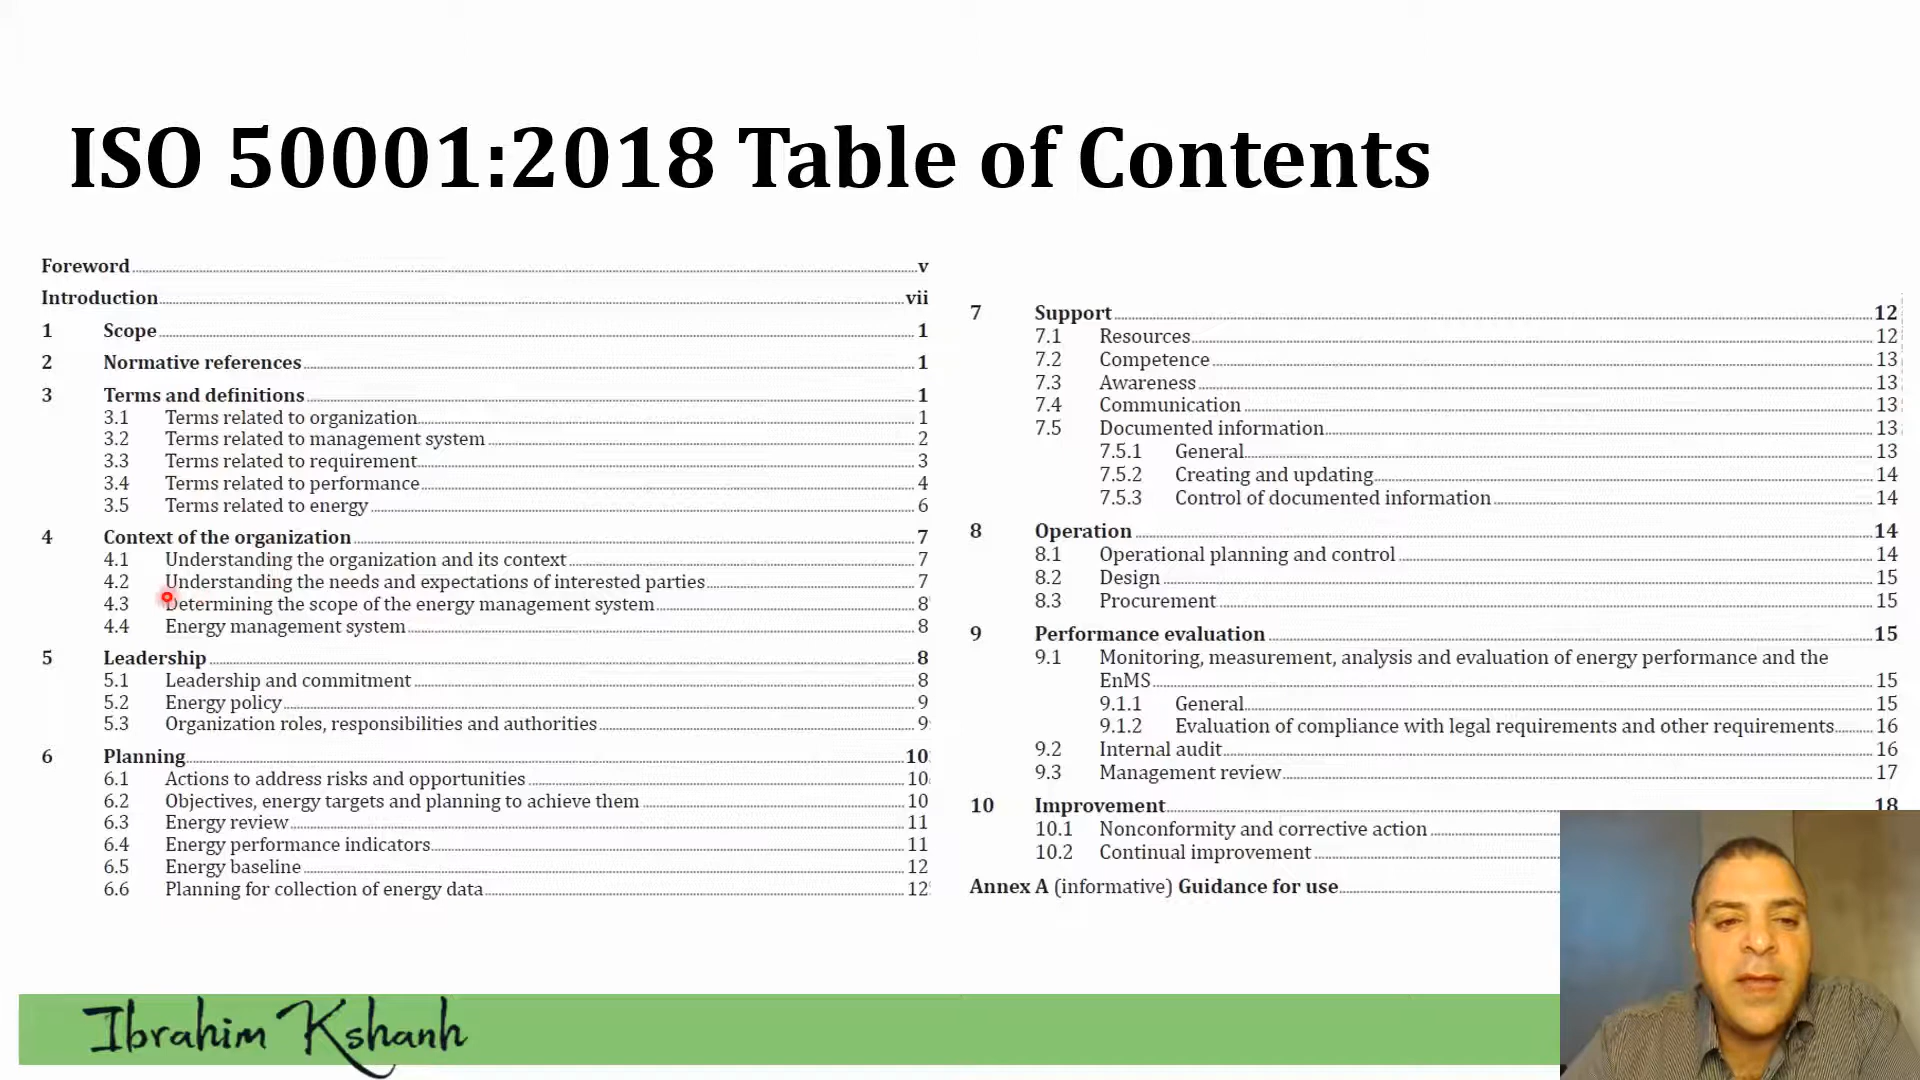 ISO 50001:2018 Table of Contents
Foreword v
Introduction vii
1 Scope 1
2 Normative references 1
3 Terms and definitions 1
3.1 Terms related to organization 1
3.2 Terms related to management system 2
3.3 Terms related to requirement 3
3.4 Terms related to performance 4
3.5 Terms related to energy 6
4 Context of the organization 7
4.1 Understanding the organization and its context 7
4.2 Understanding the needs and expectations of interested parties 7
4.3 Determining the scope of the energy management system 8
4.4 Energy management system 8
5 Leadership 8
5.1 Leadership and commitment 8
5.2 Energy policy 9
5.3 Organization roles, responsibilities and authorities 9
6 Planning 10
6.1 Actions to address risks and opportunities 10
6.2 Objectives, energy targets and planning to achieve them 10
6.3 Energy review 11
6.4 Energy performance indicators 11
6.5 Energy baseline 12
6.6 Planning for collection of energy data 12
7 Support 12
7.1 Resources 12
7.2 Competence 13
7.3 Awareness 13
7.4 Communication 13
7.5 Documented information 13
7.5.1 General 13
7.5.2 Creating and updating 14
7.5.3 Control of documented information 14
8 Operation 14
8.1 Operational planning and control 14
8.2 Design 15
8.3 Procurement 15
9 Performance evaluation 15
9.1 Monitoring, measurement, analysis and evaluation of energy performance and the
EnMS 15
9.1.1 General 15
9.1.2 Evaluation of compliance with legal requirements and other requirements 16
9.2 Internal audit 16
9.3 Management review 17
10 Improvement 18
10.1 Nonconformity and corrective action
10.2 Continual improvement
Annex A (informative) Guidance for use
Ibrahim Kshanh